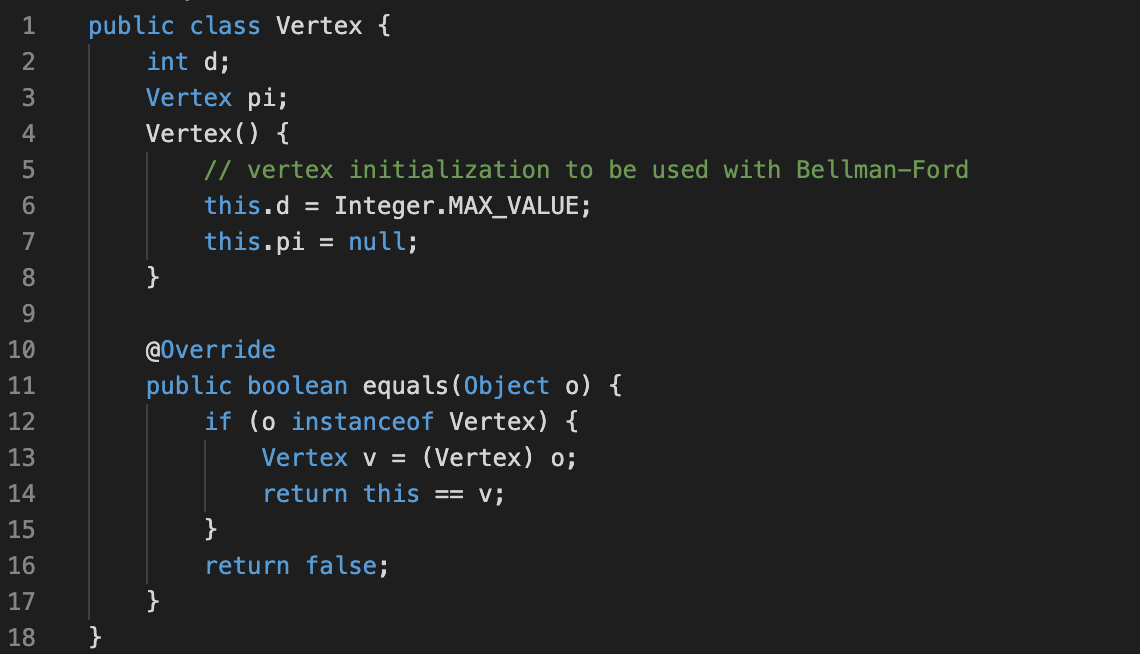 1 public class Vertex {
2 int d;
3 Vertex pi;
4 Vertex() {
5 // vertex initialization to be used with Bellman-Ford
6 this.d = Integer.MAX_VALUE;
7 this.pi = null;
8 }
9
10 @Override
11 public boolean equals(Object o) {
12 if (o instanceof Vertex) {
13 Vertex v = (Vertex) o;
14 return this == v;
15 }
16 return false;
17 }
18 }